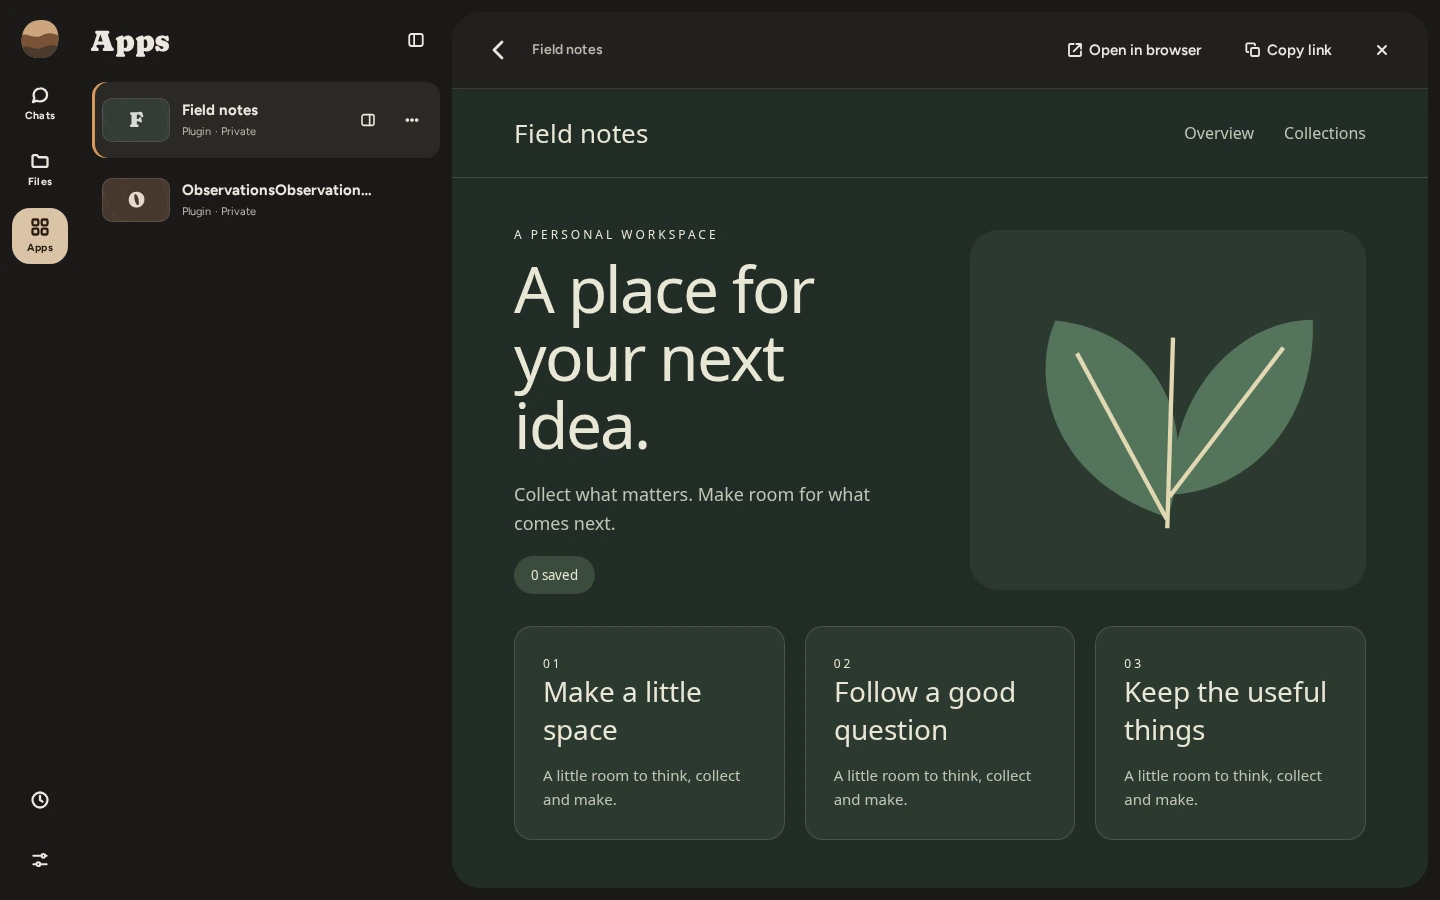 Apps
Chats
Files
Apps
F
Field notes
Plugin · Private
O
ObservationsObservation...
Plugin · Private
Field notes
Open in browser
Copy link
Field notes
Overview
Collections
A PERSONAL WORKSPACE
A place for
your next
idea.
Collect what matters. Make room for what
comes next.
0 saved
01
Make a little
space
A little room to think, collect
and make.
02
Follow a good
question
A little room to think, collect
and make.
03
Keep the useful
things
A little room to think, collect
and make.